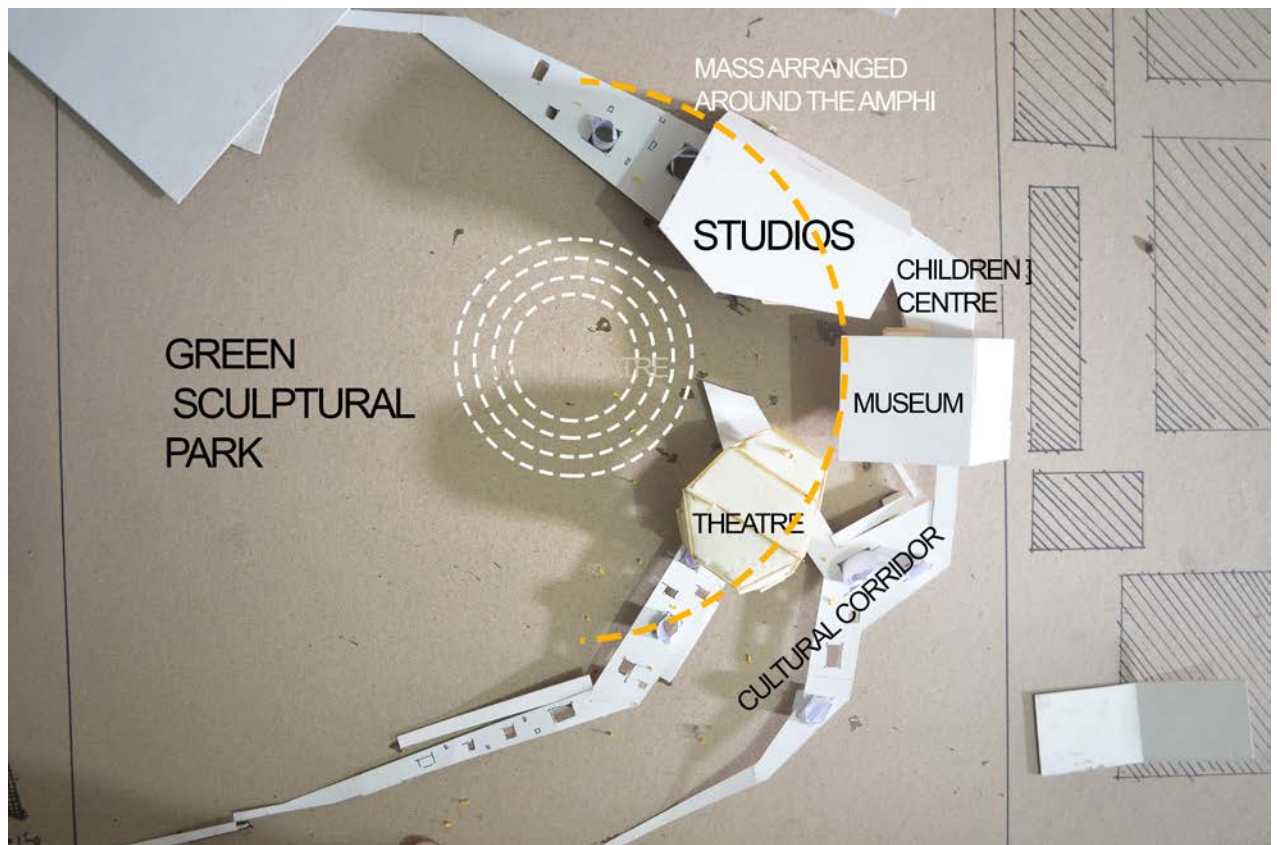 MASS ARRANGED
AROUND THE AMPHI
STUDIOS
CHILDREN ]
CENTRE
GREEN
SCULPTURAL
PARK
MUSEUM
THEATRE
CULTURAL CORRIDOR